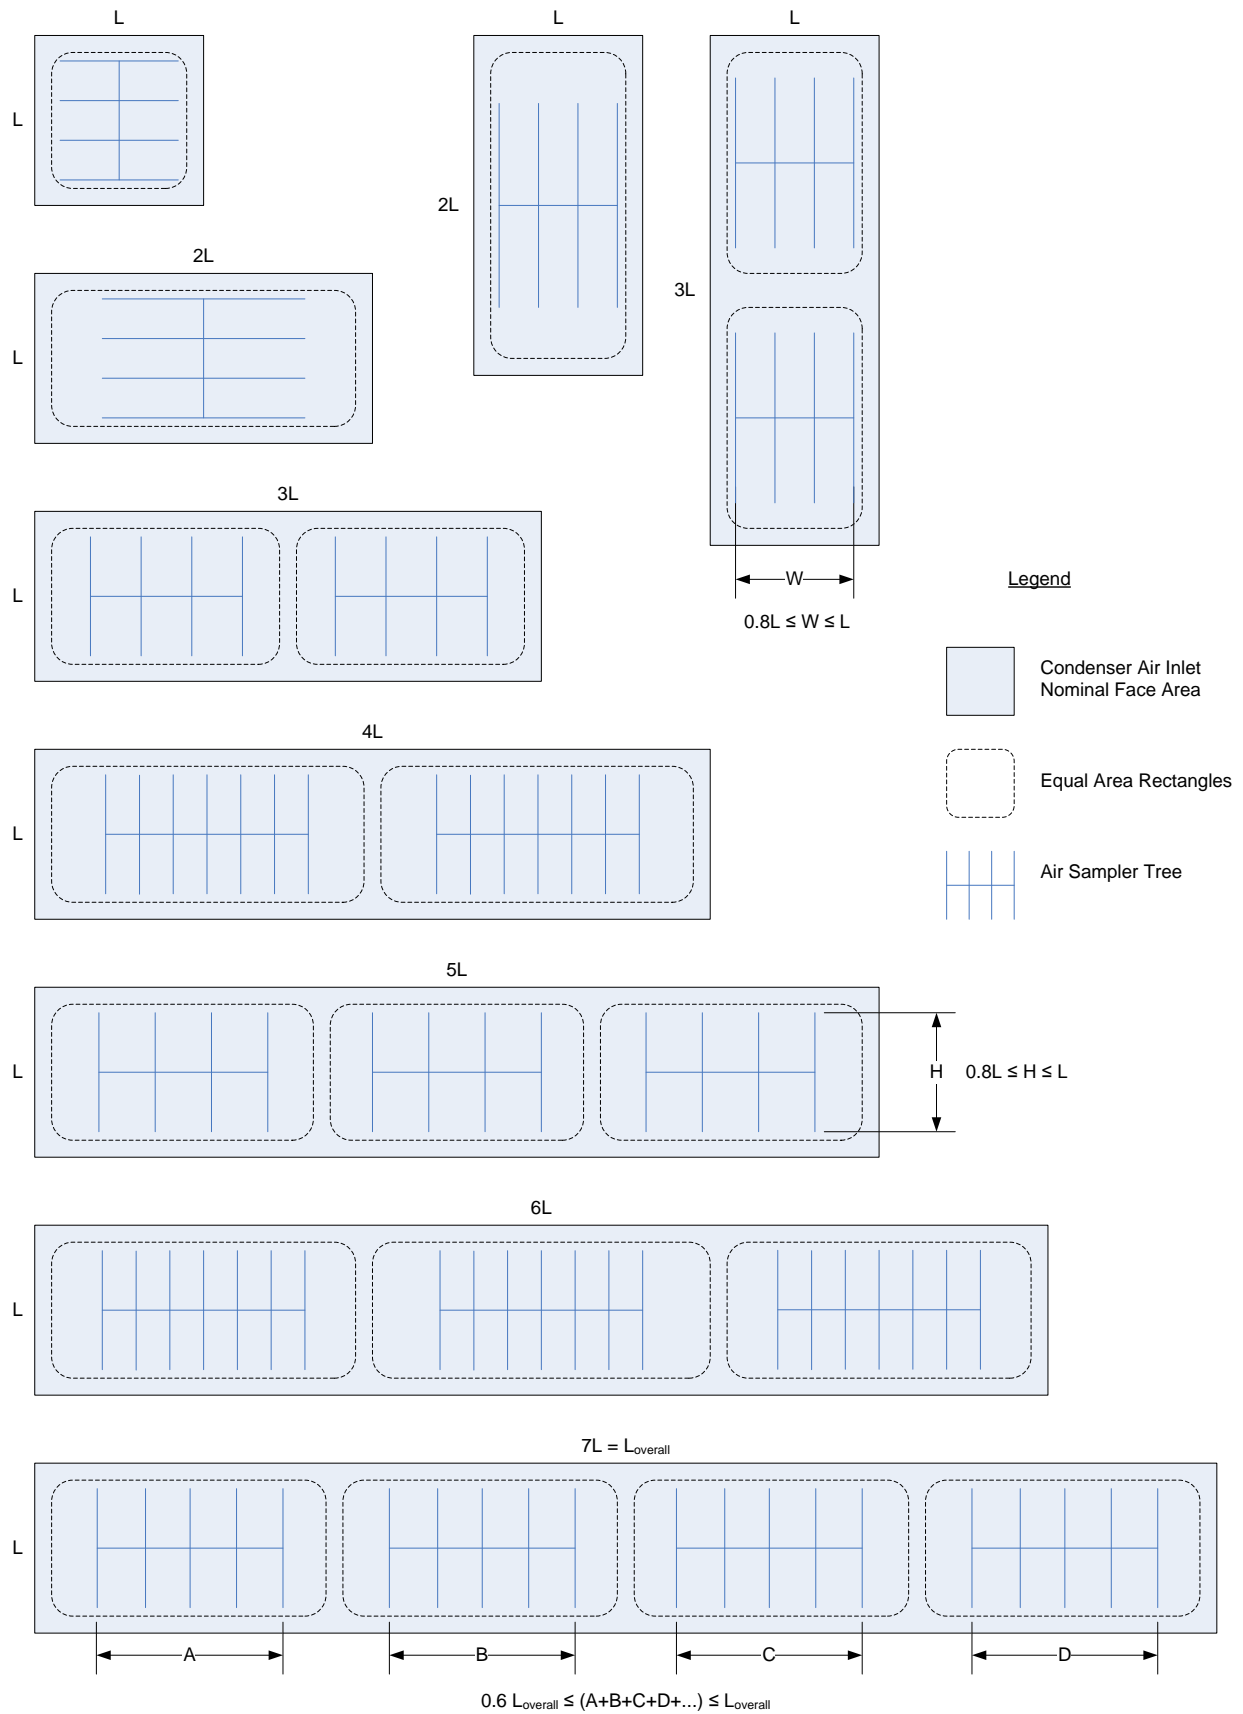 L
L
L
L
2L
2L
L
3L
3L
L
W
0.8L ≤ W ≤ L
Legend
Condenser Air Inlet
Nominal Face Area
Equal Area Rectangles
Air Sampler Tree
4L
L
5L
L
H
0.8L ≤ H ≤ L
6L
L
7L = Loverall
L
A
B
C
D
0.6 Loverall ≤ (A+B+C+D+...) ≤ Loverall